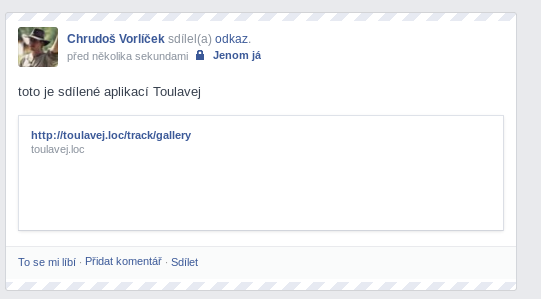 Chrudoš Vorlíček sdílel(a) odkaz.
před několika sekundami Jenom já
toto je sdílené aplikací Toulavej
http://toulavej.loc/track/gallery
toulavej.loc
To se mi líbí · Přidat komentář · Sdílet